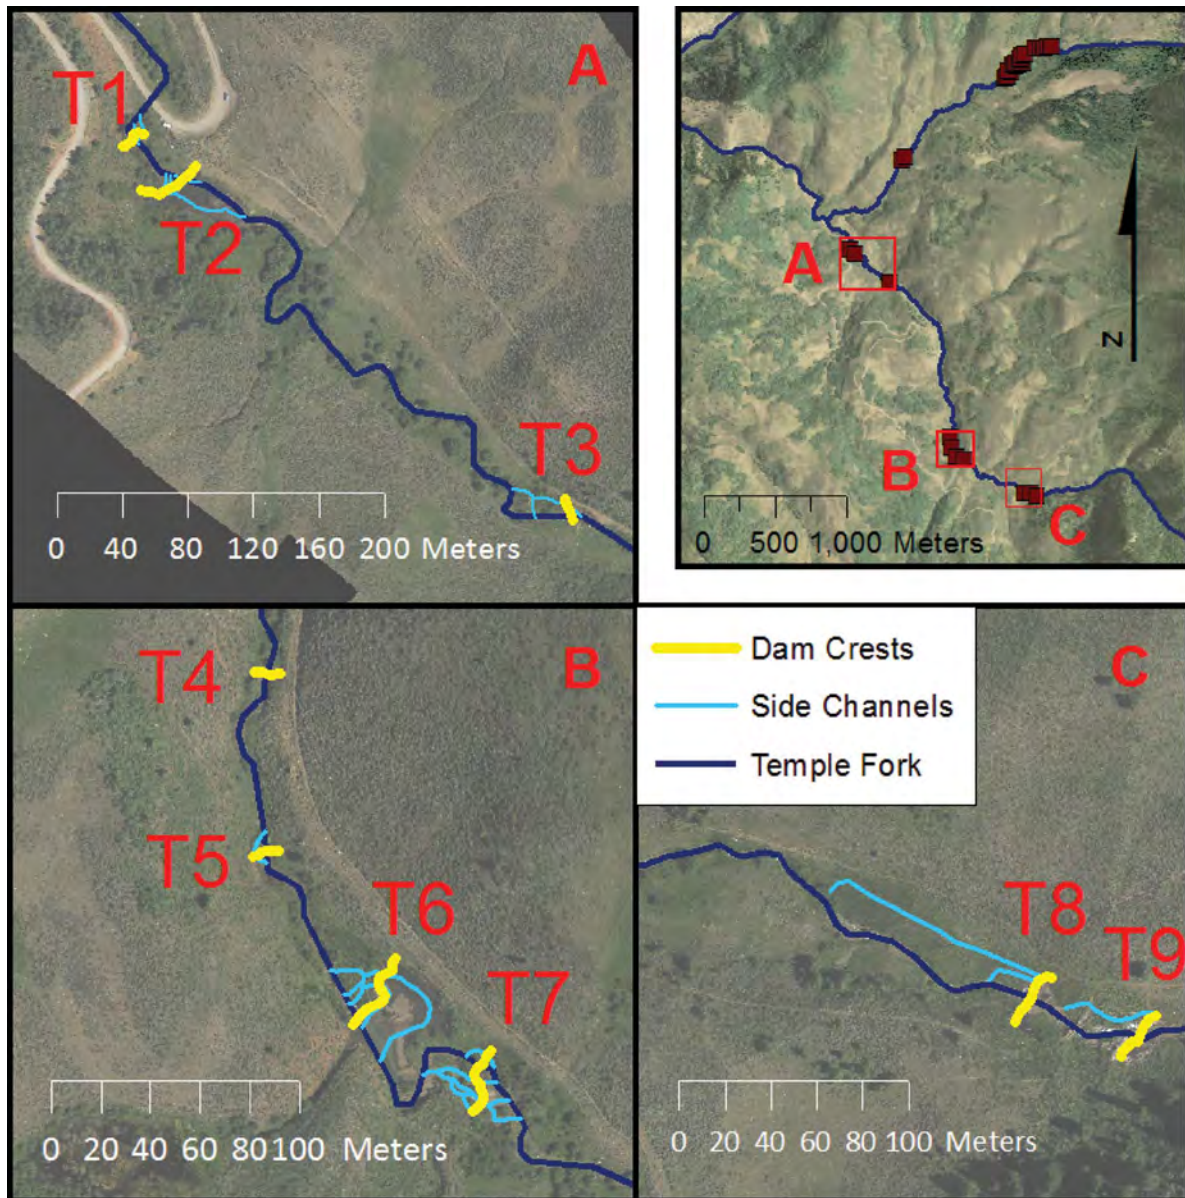 A
T1
T2
T3
0 40 80 120 160 200 Meters
A
B
C
N
0 500 1,000 Meters
B
T4
T5
T6
T7
0 20 40 60 80 100 Meters
Dam Crests
Side Channels
Temple Fork
C
T8
T9
0 20 40 60 80 100 Meters